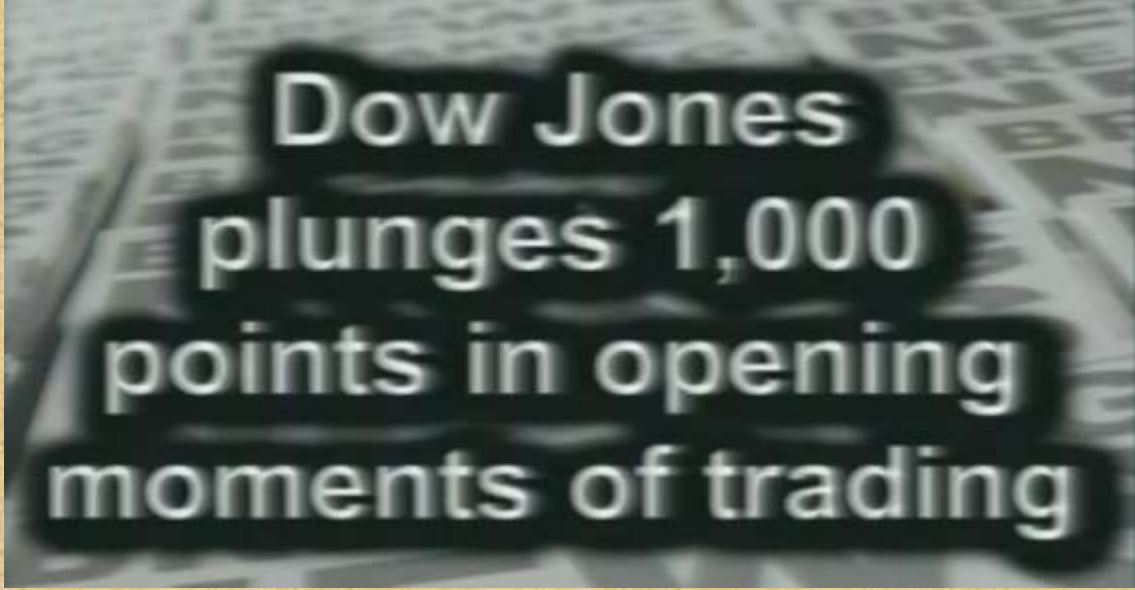 Dow Jones
plunges 1,000
points in opening
moments of trading